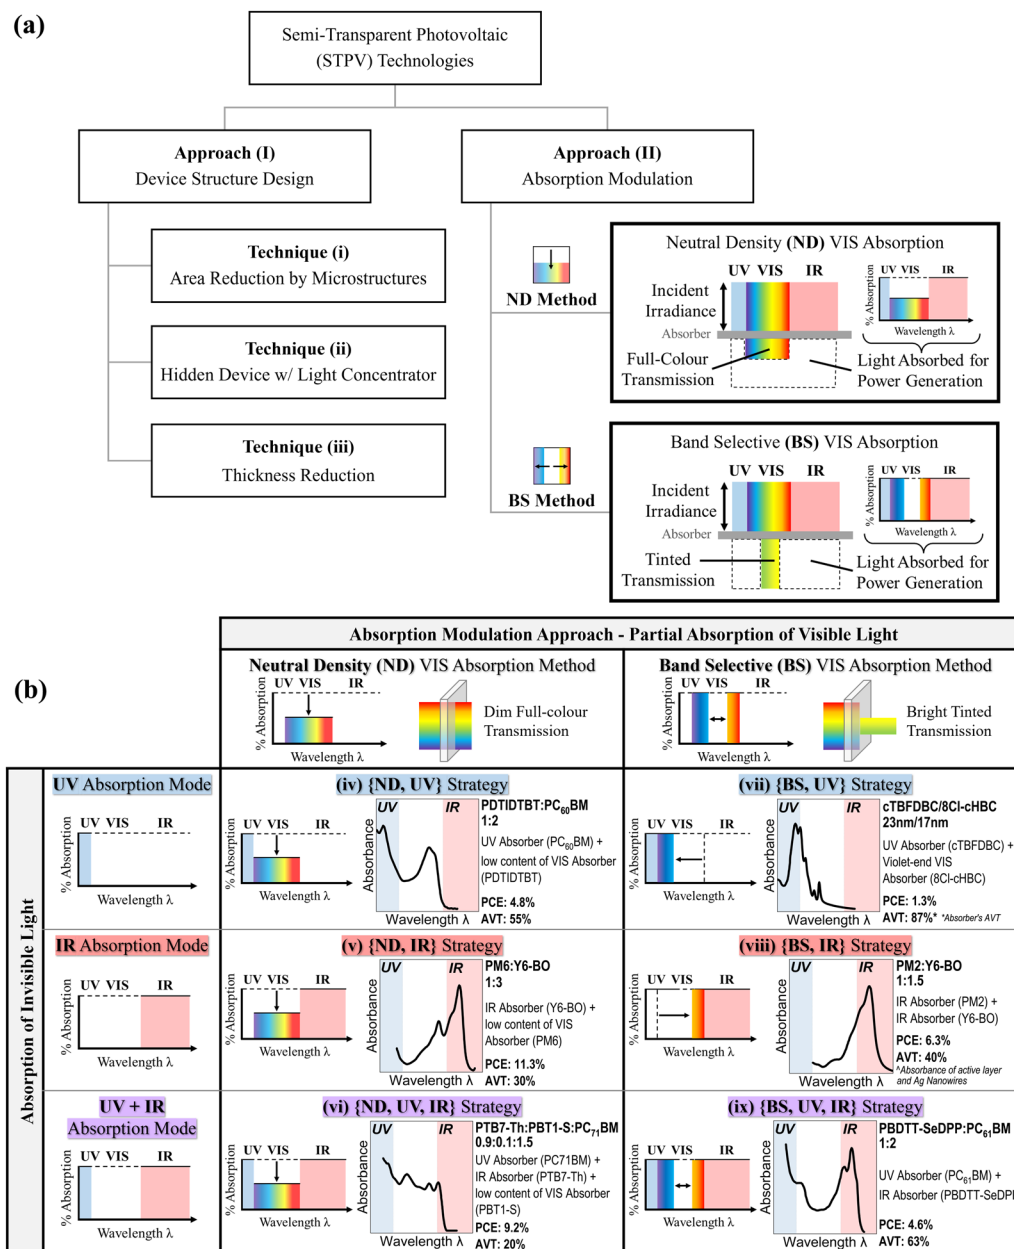 (a)
Semi-Transparent Photovoltaic
(STPV) Technologies
Approach (I)
Device Structure Design
Approach (II)
Absorption Modulation
Technique (i)
Area Reduction by Microstructures
Technique (ii)
Hidden Device w/ Light Concentrator
Technique (iii)
Thickness Reduction
ND Method
Neutral Density (ND) VIS Absorption
UV VIS IR
Incident
Irradiance
Absorber
Full-Colour
Transmission
% Absorption
UV VIS IR
Wavelength λ
Light Absorbed for
Power Generation
BS Method
Band Selective (BS) VIS Absorption
UV VIS IR
Incident
Irradiance
Absorber
Tinted
Transmission
% Absorption
UV VIS IR
Wavelength λ
Light Absorbed for
Power Generation
(b)
Absorption Modulation Approach - Partial Absorption of Visible Light
Neutral Density (ND) VIS Absorption Method
% Absorption
UV VIS IR
Wavelength λ
Dim Full-colour
Transmission
Band Selective (BS) VIS Absorption Method
% Absorption
UV VIS IR
Wavelength λ
Bright Tinted
Transmission
Absorption of Invisible Light
UV Absorption Mode
% Absorption
UV VIS IR
Wavelength λ
(iv) {ND, UV} Strategy
% Absorption
UV VIS IR
Wavelength λ
Absorbance
UV IR
Wavelength λ
PDTIDTBT:PC60BM
1:2
UV Absorber (PC60BM) +
low content of VIS Absorber
(PDTIDTBT)
PCE: 4.8%
AVT: 55%
(vii) {BS, UV} Strategy
% Absorption
UV VIS IR
Wavelength λ
Absorbance
UV IR
Wavelength λ
cTBFDBC/8Cl-cHBC
23nm/17nm
UV Absorber (cTBFDBC) +
Violet-end VIS
Absorber (8Cl-cHBC)
PCE: 1.3%
AVT: 87%* *Absorber's AVT
IR Absorption Mode
% Absorption
UV VIS IR
Wavelength λ
(v) {ND, IR} Strategy
% Absorption
UV VIS IR
Wavelength λ
Absorbance
UV IR
Wavelength λ
PM6:Y6-BO
1:3
IR Absorber (Y6-BO) +
low content of VIS
Absorber (PM6)
PCE: 11.3%
AVT: 30%
(viii) {BS, IR} Strategy
% Absorption
UV VIS IR
Wavelength λ
Absorbance
UV IR
Wavelength λ
PM2:Y6-BO
1:1.5
IR Absorber (PM2) +
IR Absorber (Y6-BO)
PCE: 6.3%
AVT: 40%
^Absorbance of active layer
and Ag Nanowires
UV + IR
Absorption Mode
% Absorption
UV VIS IR
Wavelength λ
(vi) {ND, UV, IR} Strategy
% Absorption
UV VIS IR
Wavelength λ
Absorbance
UV IR
Wavelength λ
PTB7-Th:PBT1-S:PC71BM
0.9:0.1:1.5
UV Absorber (PC71BM) +
IR Absorber (PTB7-Th) +
low content of VIS Absorber
(PBT1-S)
PCE: 9.2%
AVT: 20%
(ix) {BS, UV, IR} Strategy
% Absorption
UV VIS IR
Wavelength λ
Absorbance
UV IR
Wavelength λ
PBDTT-SeDPP:PC61BM
1:2
UV Absorber (PC61BM) +
IR Absorber (PBDTT-SeDPP
PCE: 4.6%
AVT: 63%